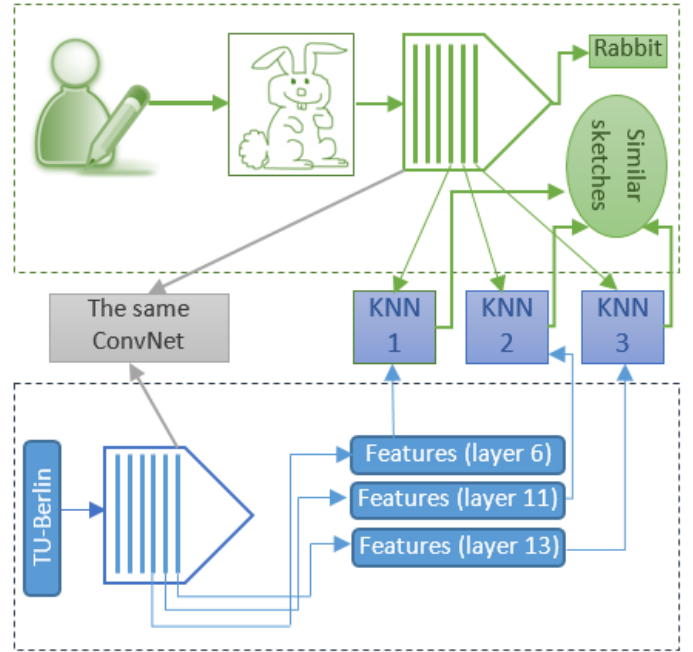 Rabbit
Similar
sketches
The same
ConvNet
KNN
1
KNN
2
KNN
3
TU-Berlin
Features (layer 6)
Features (layer 11)
Features (layer 13)